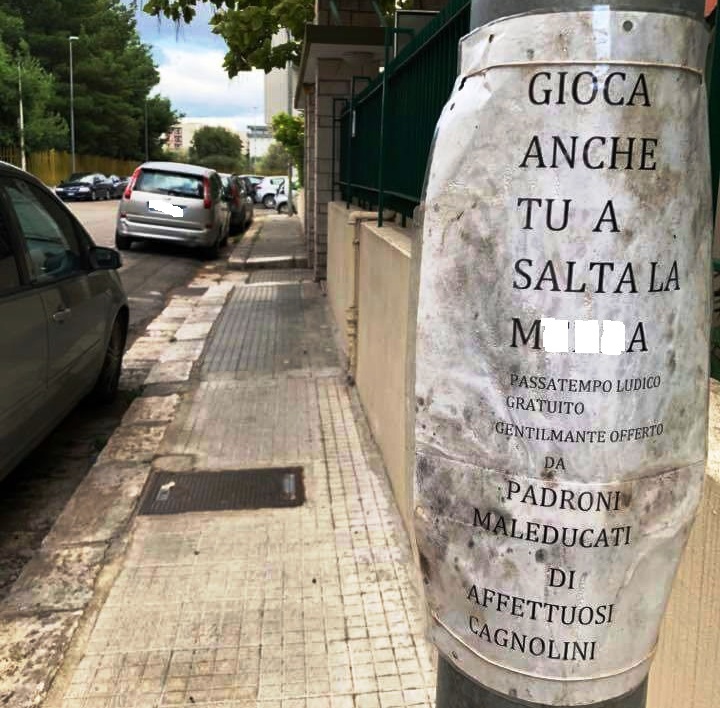 GIOCA
ANCHE
TU A
SALTA LA
M A
PASSATEMPO LUDICO
GRATUITO
GENTILMANTE OFFERTO
DA
PADRONI
MALEDUCATI
DI
AFFETTUOSI
CAGNOLINI